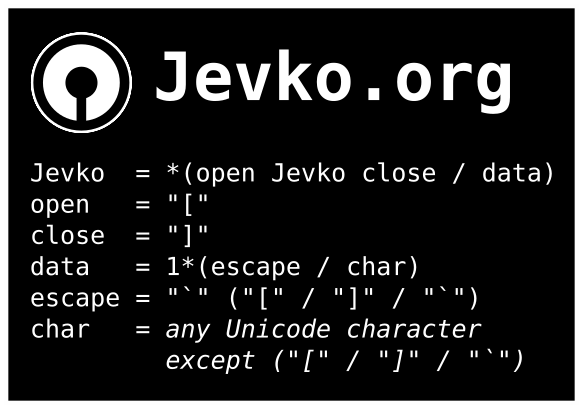 Jevko.org
Jevko  = *(open Jevko close / data)
open   = "["
close  = "]"
data   = 1*(escape / char)
escape = "`" ("[" / "]" / "`")
char   = any Unicode character
         except ("[" / "]" / "`")